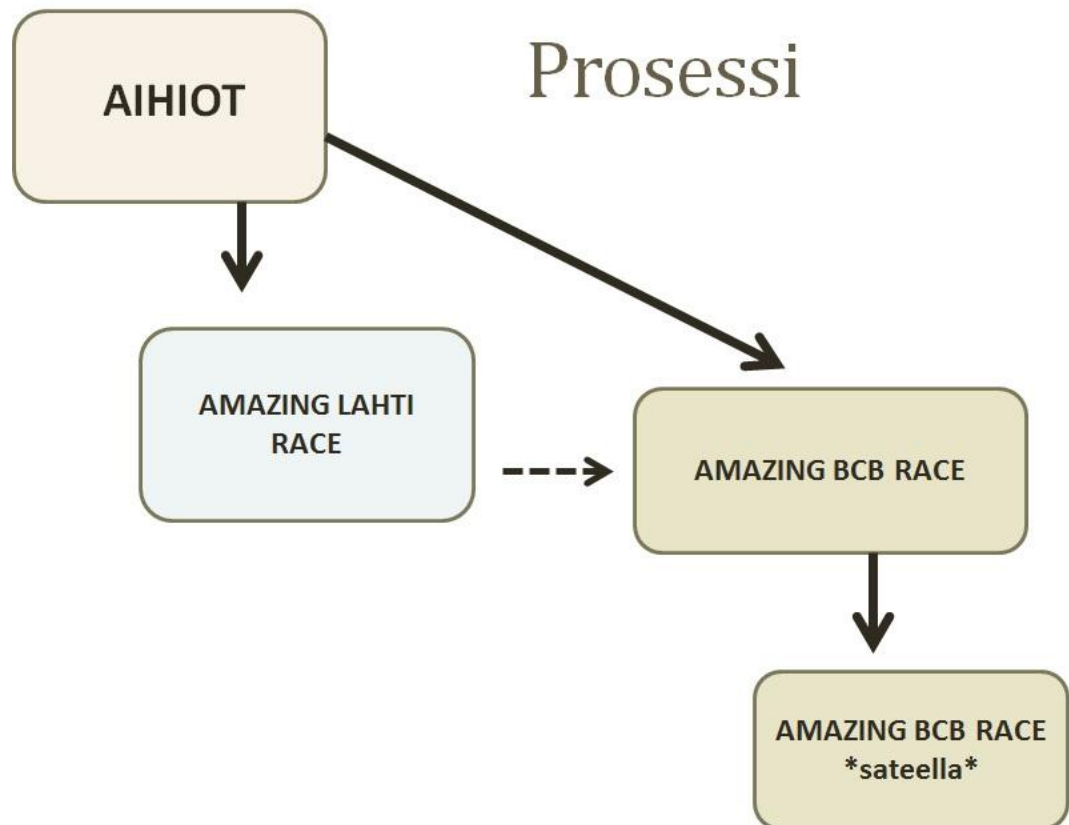 Prosessi
AIHIOT
AMAZING LAHTI
RACE
AMAZING BCB RACE
AMAZING BCB RACE
*sateella*